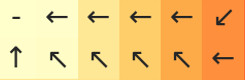 - ← ← ← ← ↙
↑ ↖ ↖ ↖ ↖ ←